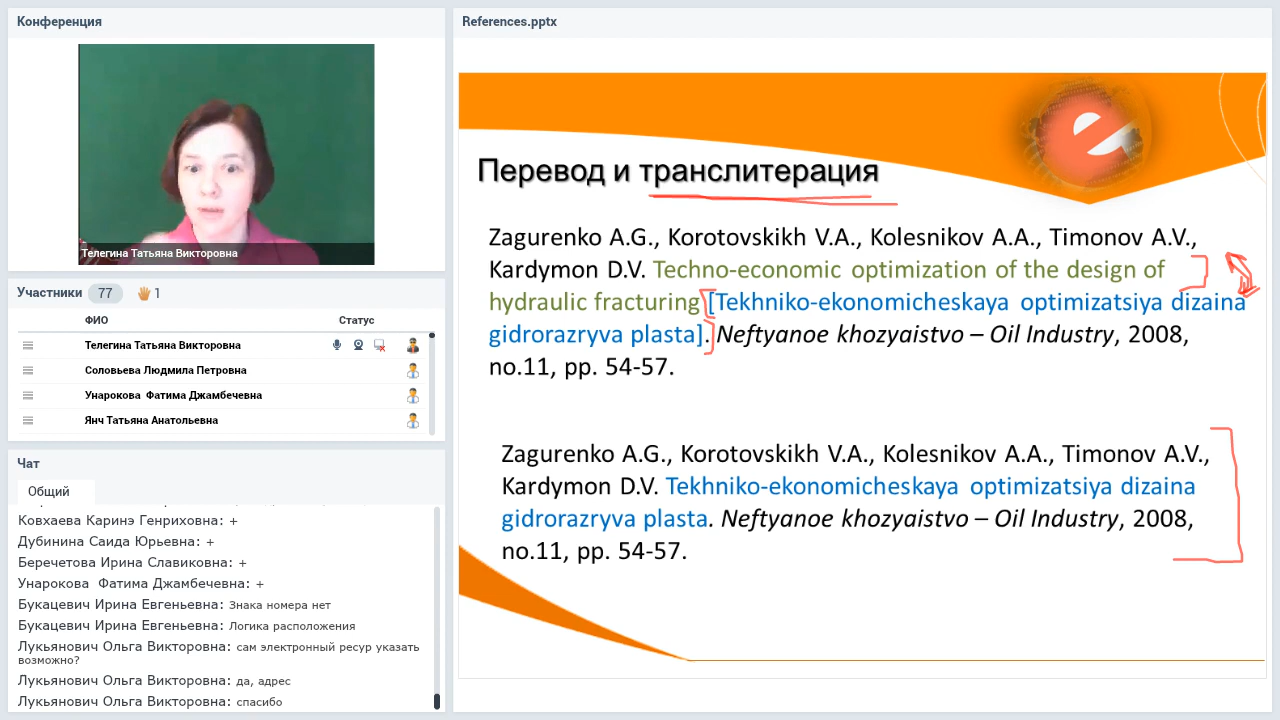 Конференция
Телегина Татьяна Викторовна
Участники 77 1
ФИО Статус
Телегина Татьяна Викторовна
Соловьева Людмила Петровна
Унарокова Фатима Джамбечевна
Янч Татьяна Анатольевна
Чат
Общий
Ковхаева Каринэ Генриховна: +
Дубинина Саида Юрьевна: +
Беречетова Ирина Славиковна: +
Унарокова Фатима Джамбечевна: +
Букацевич Ирина Евгеньевна: Знака номера нет
Букацевич Ирина Евгеньевна: Логика расположения
Лукьянович Ольга Викторовна: сам электронный ресур указать
возможно?
Лукьянович Ольга Викторовна: да, адрес
Лукьянович Ольга Викторовна: спасибо
References.pptx
Перевод и транслитерация
Zagurenko A.G., Korotovskikh V.A., Kolesnikov A.A., Timonov A.V.,
Kardymon D.V. Techno-economic optimization of the design of
hydraulic fracturing [Tekhniko-ekonomicheskaya optimizatsiya dizaina
gidrorazryva plasta]. Neftyanoe khozyaistvo – Oil Industry, 2008,
no.11, pp. 54-57.
Zagurenko A.G., Korotovskikh V.A., Kolesnikov A.A., Timonov A.V.,
Kardymon D.V. Tekhniko-ekonomicheskaya optimizatsiya dizaina
gidrorazryva plasta. Neftyanoe khozyaistvo – Oil Industry, 2008,
no.11, pp. 54-57.